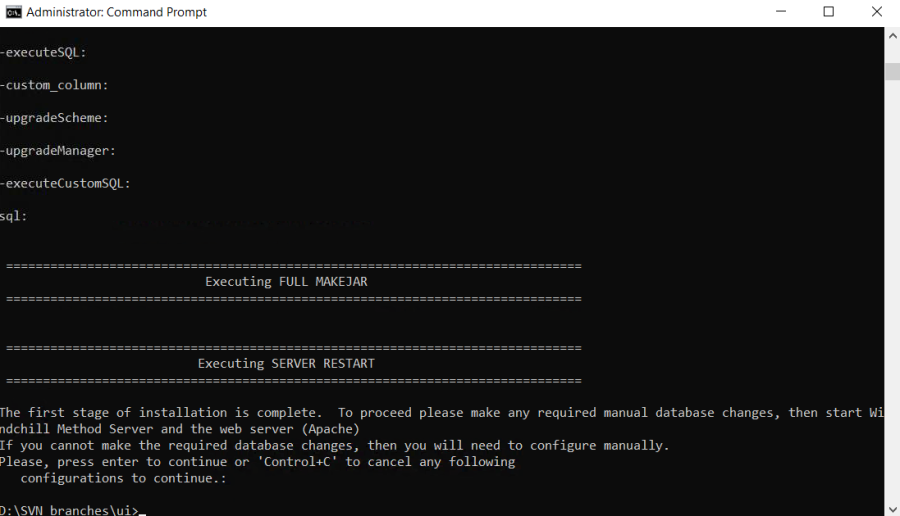 Administrator: Command Prompt
-executeSQL:
-custom_column:
-upgradeScheme:
-upgradeManager:
-executeCustomSQL:
sql:
==============================================================================
Executing FULL MAKEJAR
==============================================================================
==============================================================================
Executing SERVER RESTART
==============================================================================
The first stage of installation is complete.  To proceed please make any required manual database changes, then start Wi
ndchill Method Server and the web server (Apache)
If you cannot make the required database changes, then you will need to configure manually.
Please, press enter to continue or 'Control+C' to cancel any following
   configurations to continue.:
D:\SVN_branches\ui>